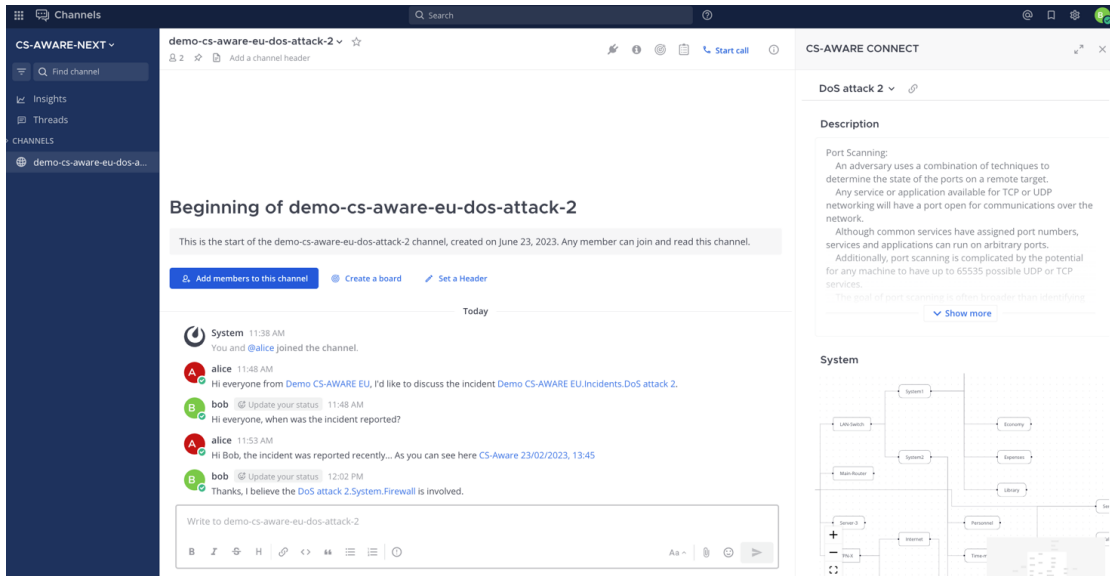 Channels
Search
CS-AWARE-NEXT
Find channel
Insights
Threads
CHANNELS
demo-cs-aware-eu-dos-a...
demo-cs-aware-eu-dos-attack-2
2
Add a channel header
Start call
Beginning of demo-cs-aware-eu-dos-attack-2
This is the start of the demo-cs-aware-eu-dos-attack-2 channel, created on June 23, 2023. Any member can join and read this channel.
Add members to this channel
Create a board
Set a Header
Today
System 11:38 AM
You and @alice joined the channel.
A
alice 11:48 AM
Hi everyone from Demo CS-AWARE EU, I'd like to discuss the incident Demo CS-AWARE EU.Incidents.DoS attack 2.
B
bob Update your status 11:48 AM
Hi everyone, when was the incident reported?
A
alice 11:53 AM
Hi Bob, the incident was reported recently... As you can see here CS-Aware 23/02/2023, 13:45
B
bob Update your status 12:02 PM
Thanks, I believe the DoS attack 2.System.Firewall is involved.
Write to demo-cs-aware-eu-dos-attack-2
B I S H
Aa
CS-AWARE CONNECT
DoS attack 2
Description
Port Scanning:
An adversary uses a combination of techniques to
determine the state of the ports on a remote target.
Any service or application available for TCP or UDP
networking will have a port open for communications over the
network.
Although common services have assigned port numbers,
services and applications can run on arbitrary ports.
Additionally, port scanning is complicated by the potential
for any machine to have up to 65535 possible UDP or TCP
services.
The goal of port scanning is often broader than identifying
Show more
System
System1
LAN-Switch
Economy
System2
Expenses
Main-Router
Library
Server-3
Personnel
Internet